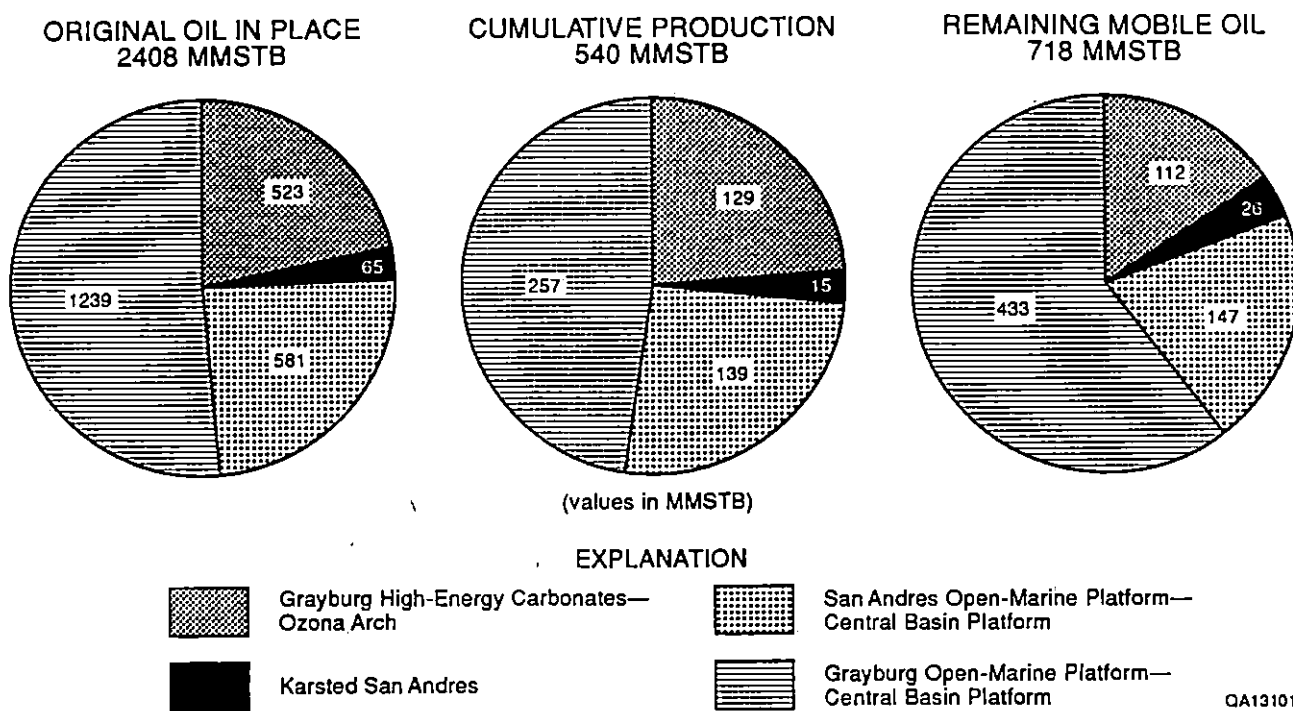 ORIGINAL OIL IN PLACE
2408 MMSTB
CUMULATIVE PRODUCTION
540 MMSTB
REMAINING MOBILE OIL
718 MMSTB
523
65
581
1239
129
15
139
257
112
26
147
433
(values in MMSTB)
EXPLANATION
Grayburg High-Energy Carbonates—
Ozona Arch
Karsted San Andres
San Andres Open-Marine Platform—
Central Basin Platform
Grayburg Open-Marine Platform—
Central Basin Platform
QA13101